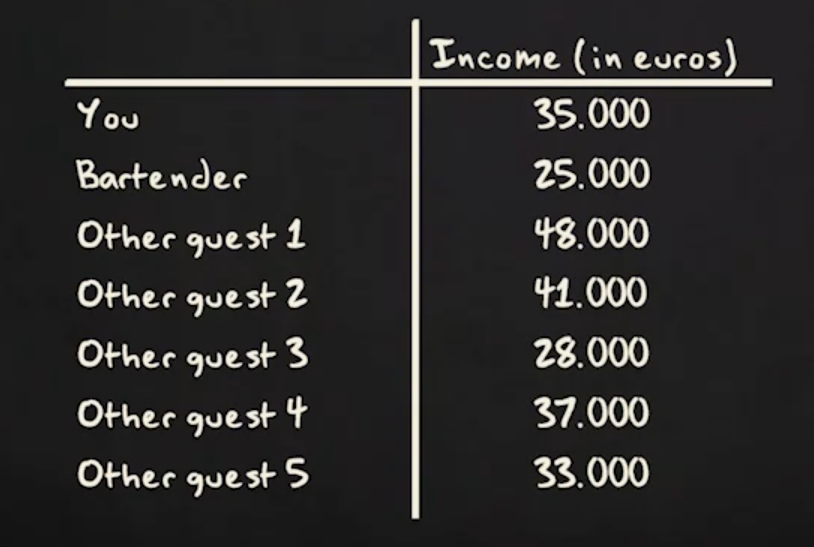 Income (in euros)
You 35.000
Bartender 25.000
Other guest 1 48.000
Other guest 2 41.000
Other guest 3 28.000
Other guest 4 37.000
Other guest 5 33.000